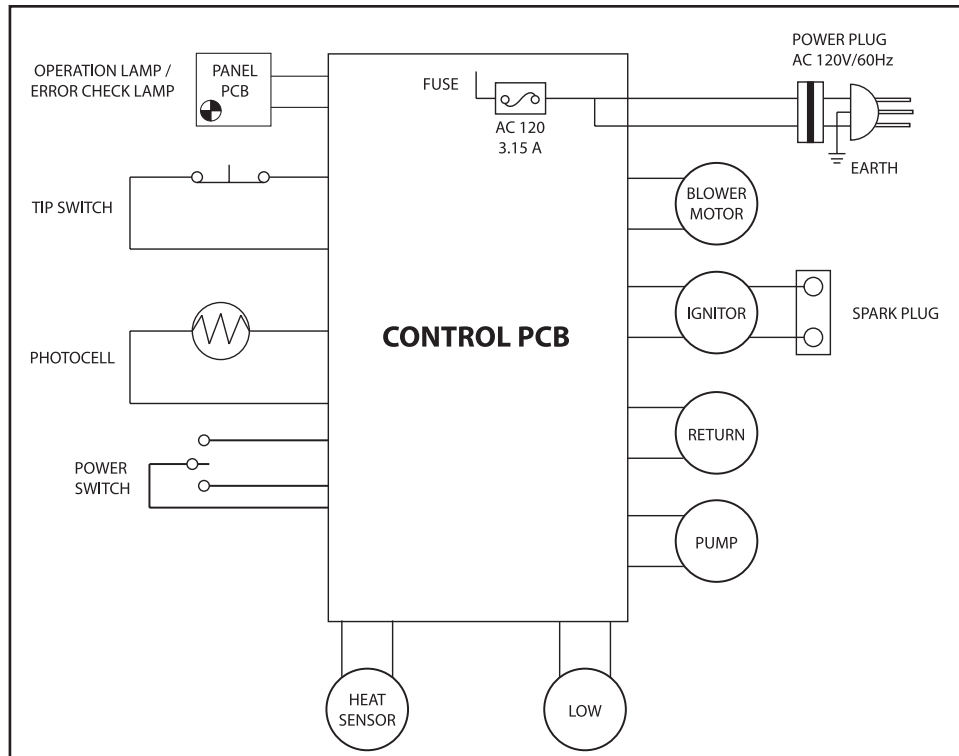 OPERATION LAMP /
ERROR CHECK LAMP
PANEL
PCB
FUSE
AC 120
3.15 A
POWER PLUG
AC 120V/60Hz
EARTH
TIP SWITCH
BLOWER
MOTOR
IGNITOR
SPARK PLUG
PHOTOCELL
CONTROL PCB
RETURN
POWER
SWITCH
PUMP
HEAT
SENSOR
LOW